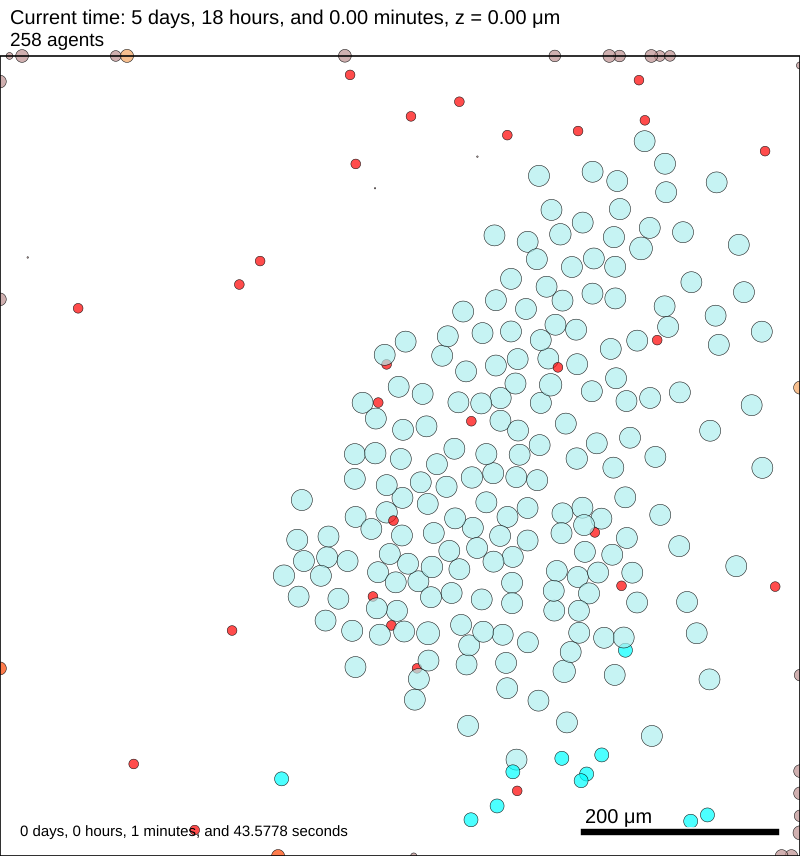 Current time: 5 days, 18 hours, and 0.00 minutes, z = 0.00 μm
258 agents
200 μm
0 days, 0 hours, 1 minutes, and 43.5778 seconds